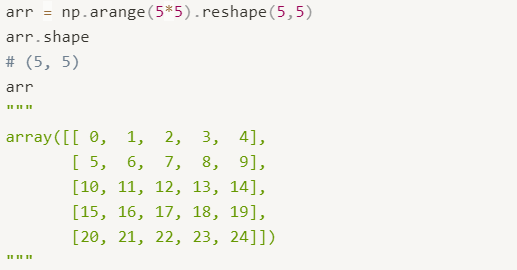 arr = np.arange(5*5).reshape(5,5)
arr.shape
# (5, 5)
arr
"""
array([[ 0,  1,  2,  3,  4],
       [ 5,  6,  7,  8,  9],
       [10, 11, 12, 13, 14],
       [15, 16, 17, 18, 19],
       [20, 21, 22, 23, 24]])
"""